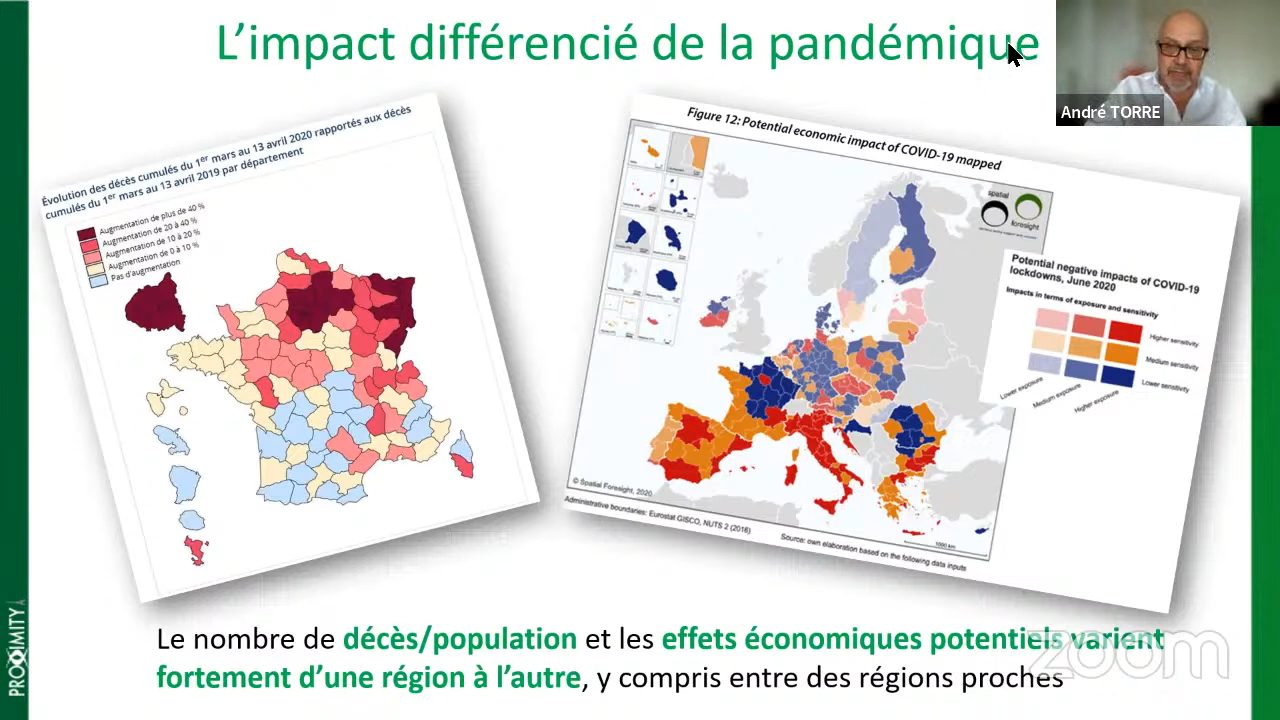 L’impact différencié de la pandémique
André TORRE
Évolution des décès cumulés du 1er mars au 13 avril 2020 rapportés aux décès
cumulés du 1er mars au 13 avril 2019 par département
Augmentation de plus de 40 %
Augmentation de 20 à 40 %
Augmentation de 10 à 20 %
Augmentation de 0 à 10 %
Pas d'augmentation
Figure 12: Potential economic impact of COVID-19 mapped
spatial
foresight
Potential negative impacts of COVID-19
lockdowns, June 2020
Impacts in terms of exposure and sensitivity
Higher sensitivity
Medium sensitivity
Lower sensitivity
Lower exposure
Medium exposure
Higher exposure
© Spatial Foresight, 2020
Administrative boundaries: Eurostat GISCO, NUTS 2 (2016)
1000 km
Source: own elaboration based on the following data inputs
Le nombre de décès/population et les effets économiques potentiels varient
fortement d’une région à l’autre, y compris entre des régions proches
zoom
PROXIMITY